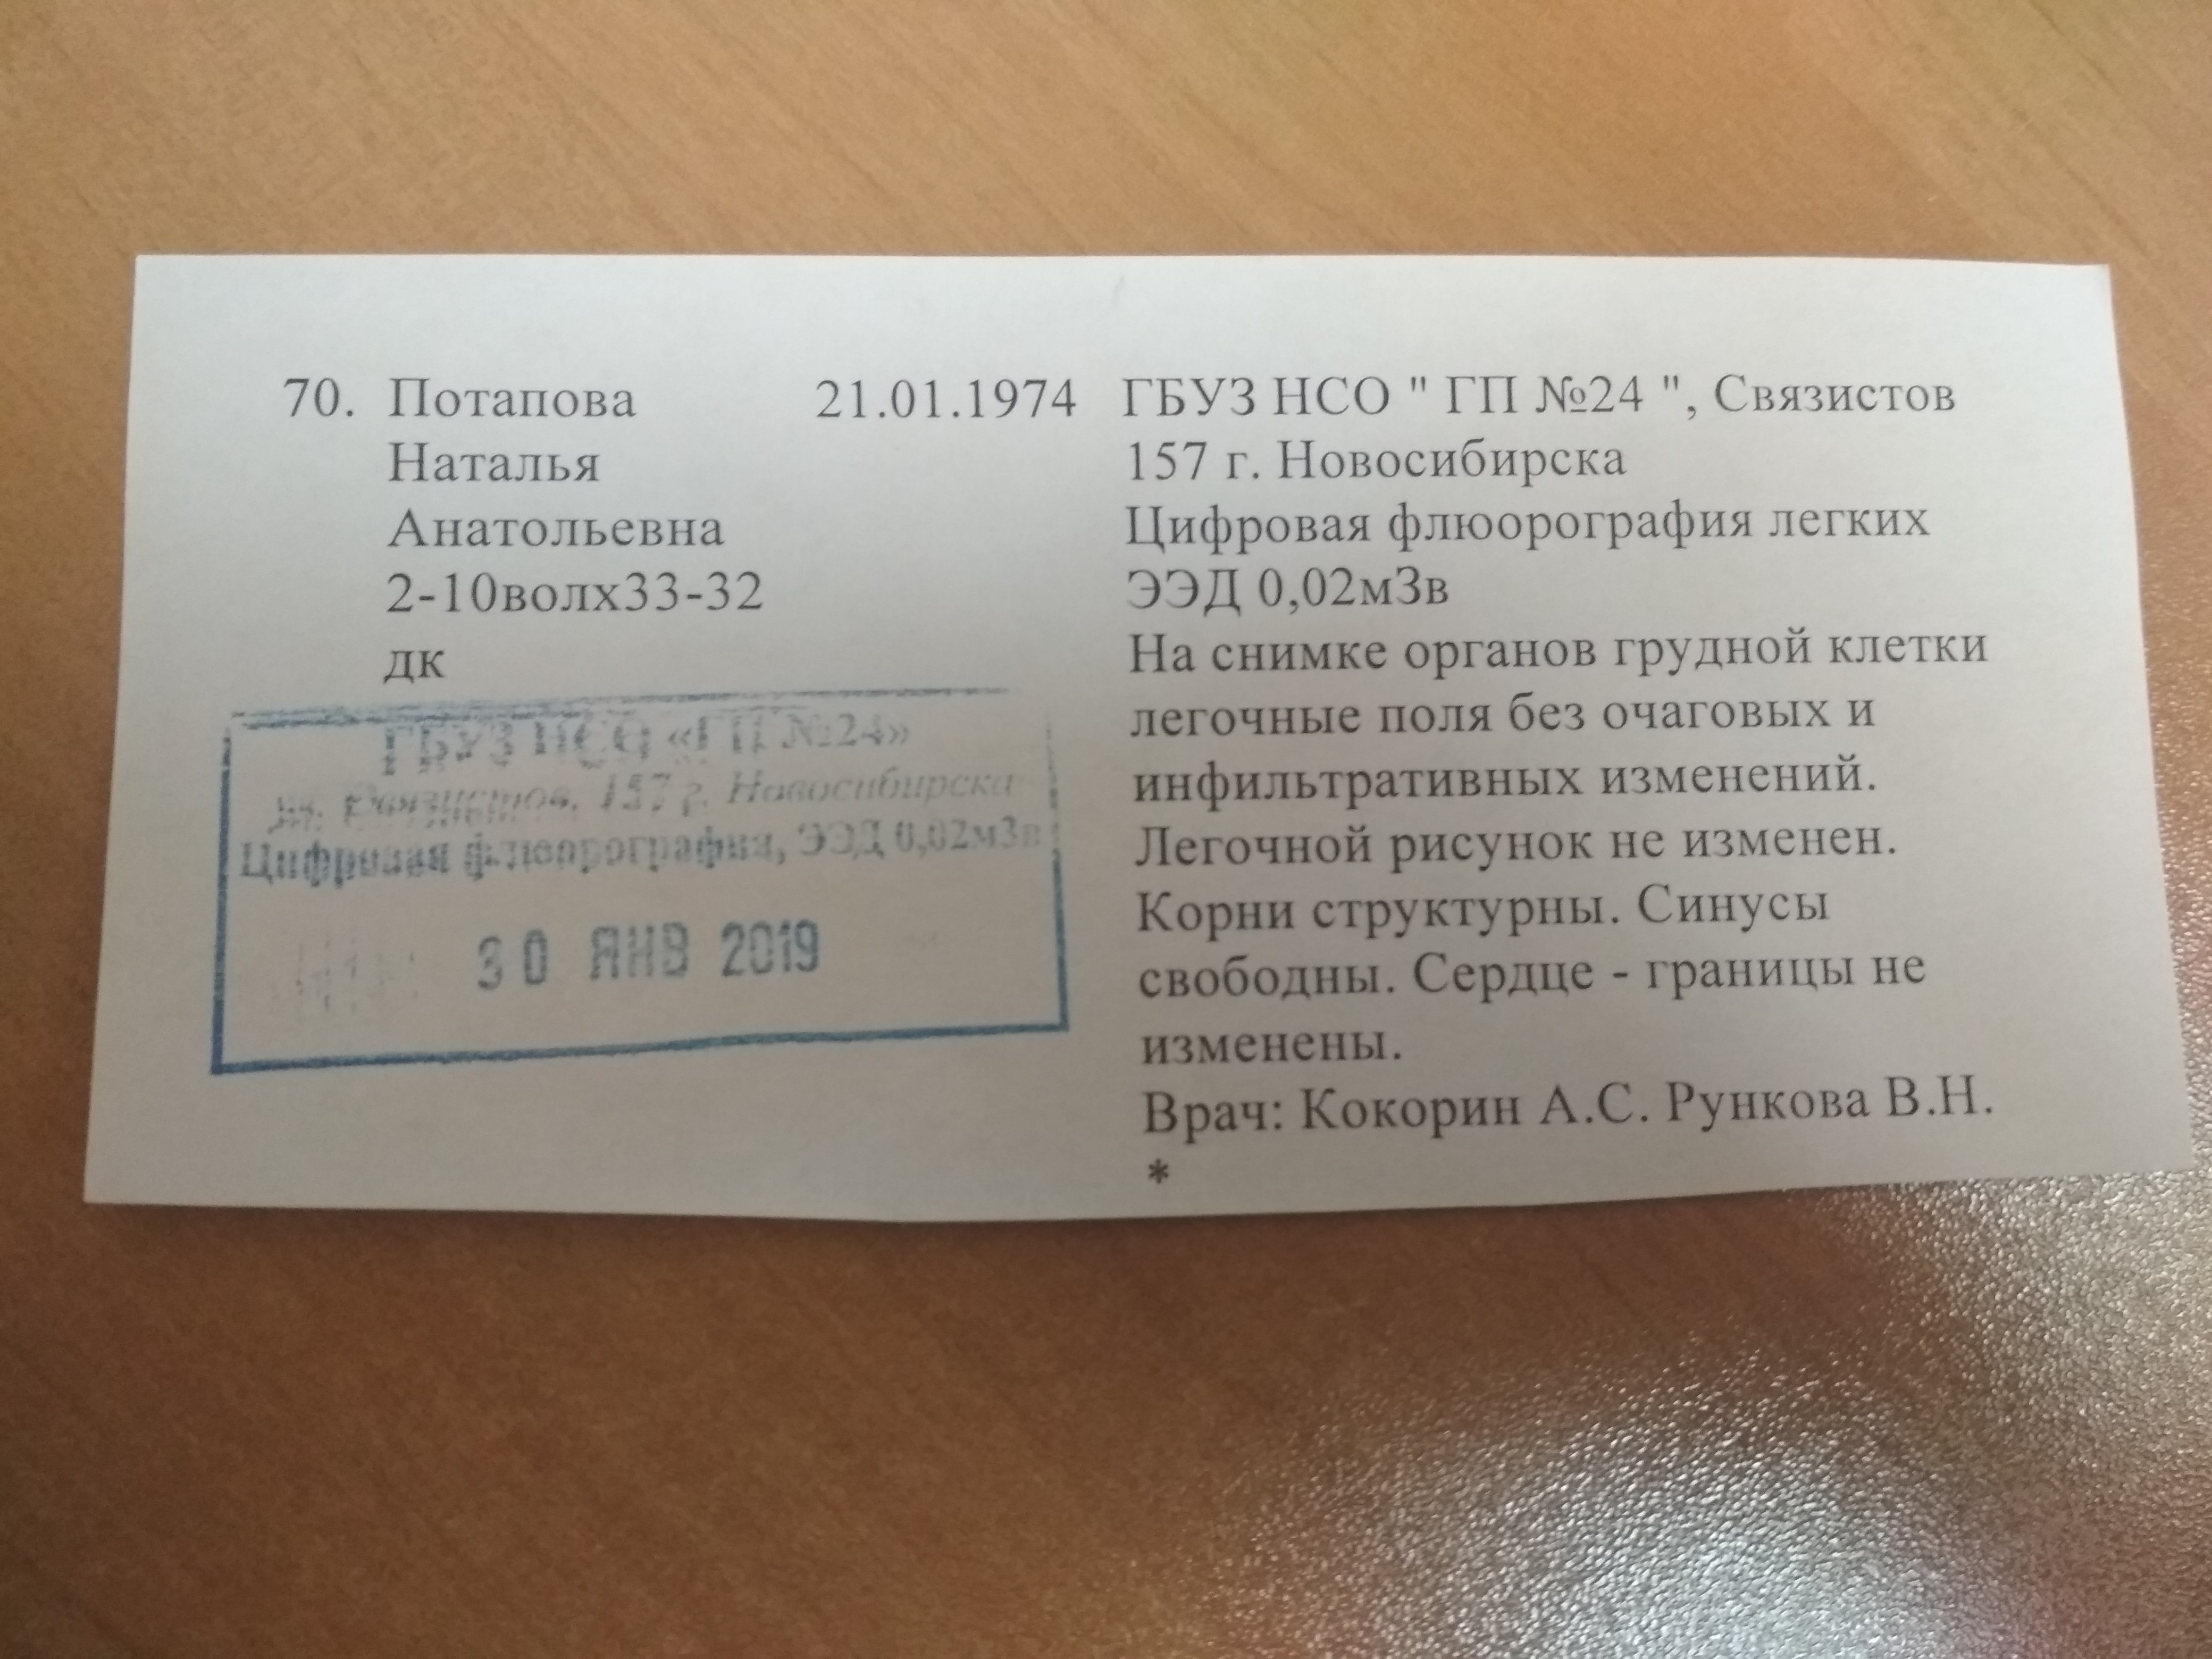 70. Потапова 21.01.1974 ГБУЗ НСО " ГП №24 ", Связистов
Наталья 157 г. Новосибирска
Анатольевна Цифровая флюорография легких
2-10волх33-32 ЭЭД 0,02мЗв
дк На снимке органов грудной клетки
легочные поля без очаговых и
инфильтративных изменений.
Легочной рисунок не изменен.
Корни структурны. Синусы
свободны. Сердце - границы не
изменены.
Врач: Кокорин А.С. Рункова В.Н.
*
ГБУЗ НСО «ГП №24»
ул. Связистов, 157 г. Новосибирска
Цифровая флюорография, ЭЭД 0,02мЗв
30 ЯНВ 2019